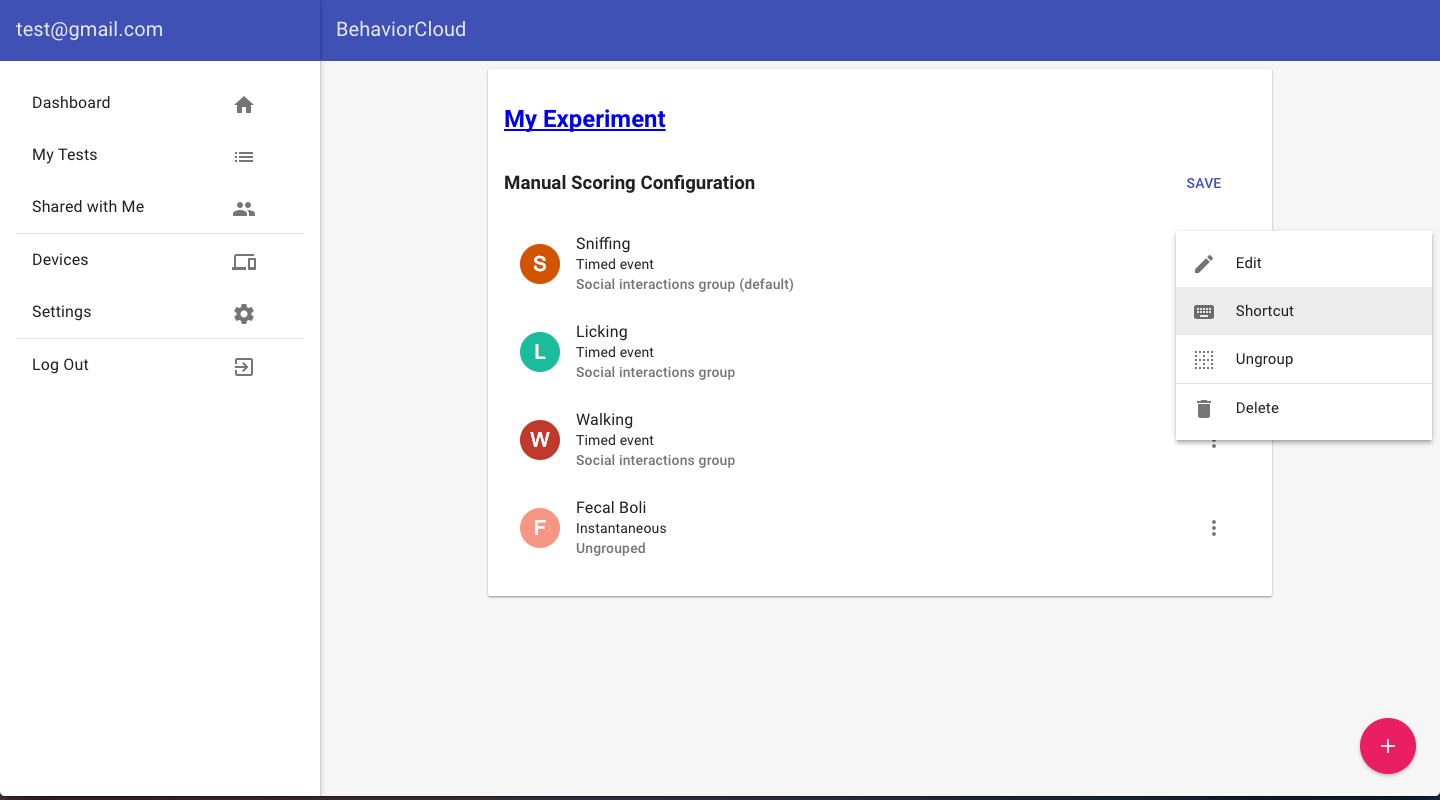 test@gmail.com
BehaviorCloud
Dashboard
My Tests
Shared with Me
Devices
Settings
Log Out
My Experiment
Manual Scoring Configuration
SAVE
S
Sniffing
Timed event
Social interactions group (default)
L
Licking
Timed event
Social interactions group
W
Walking
Timed event
Social interactions group
F
Fecal Boli
Instantaneous
Ungrouped
Edit
Shortcut
Ungroup
Delete